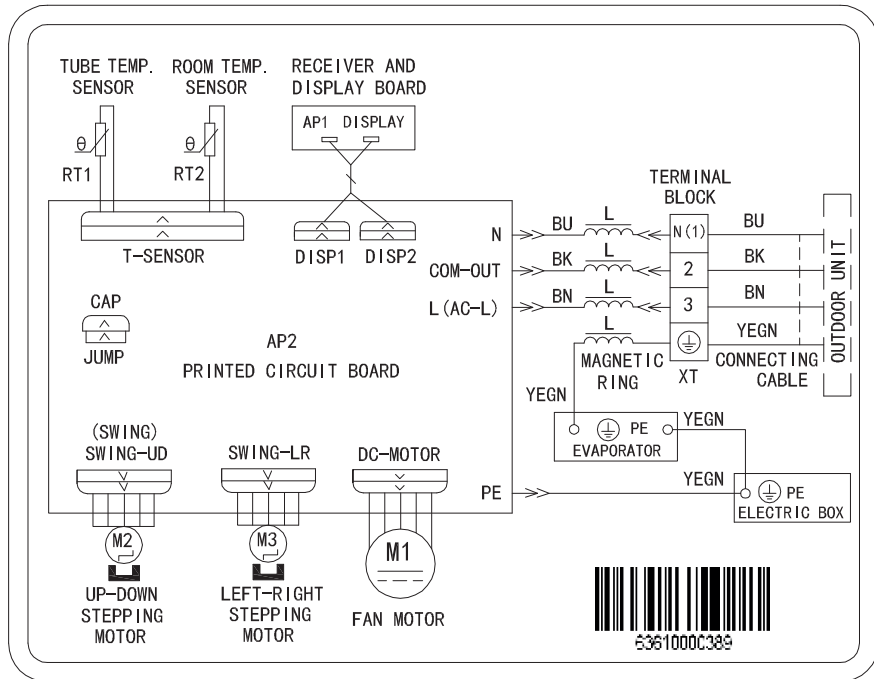 TUBE TEMP.
SENSOR
ROOM TEMP.
SENSOR
RECEIVER AND
DISPLAY BOARD
AP1 DISPLAY
θ
RT1
θ
RT2
T-SENSOR
DISP1
DISP2
N
COM-OUT
L(AC-L)
BU
L
BK
L
BN
L
L
TERMINAL
BLOCK
N(1)
2
3
XT
BU
BK
BN
YEGN
OUTDOOR UNIT
MAGNETIC
RING
CONNECTING
CABLE
CAP
JUMP
AP2
PRINTED CIRCUIT BOARD
YEGN
PE
EVAPORATOR
YEGN
(SWING)
SWING-UD
SWING-LR
DC-MOTOR
PE
YEGN
PE
ELECTRIC BOX
M2
M3
M1
UP-DOWN
STEPPING
MOTOR
LEFT-RIGHT
STEPPING
MOTOR
FAN MOTOR
63610000389